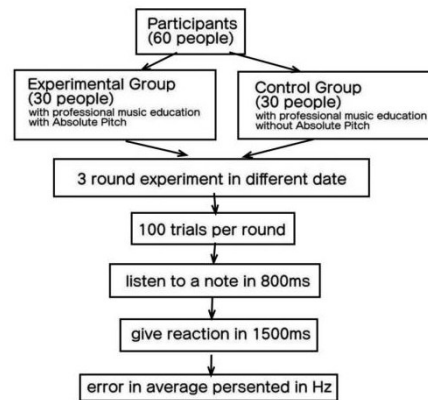 Participants
(60 people)
Experimental Group
(30 people)
with professional music education
with Absolute Pitch
Control Group
(30 people)
with professional music education
without Absolute Pitch
3 round experiment in different date
100 trials per round
listen to a note in 800ms
give reaction in 1500ms
error in average persented in Hz